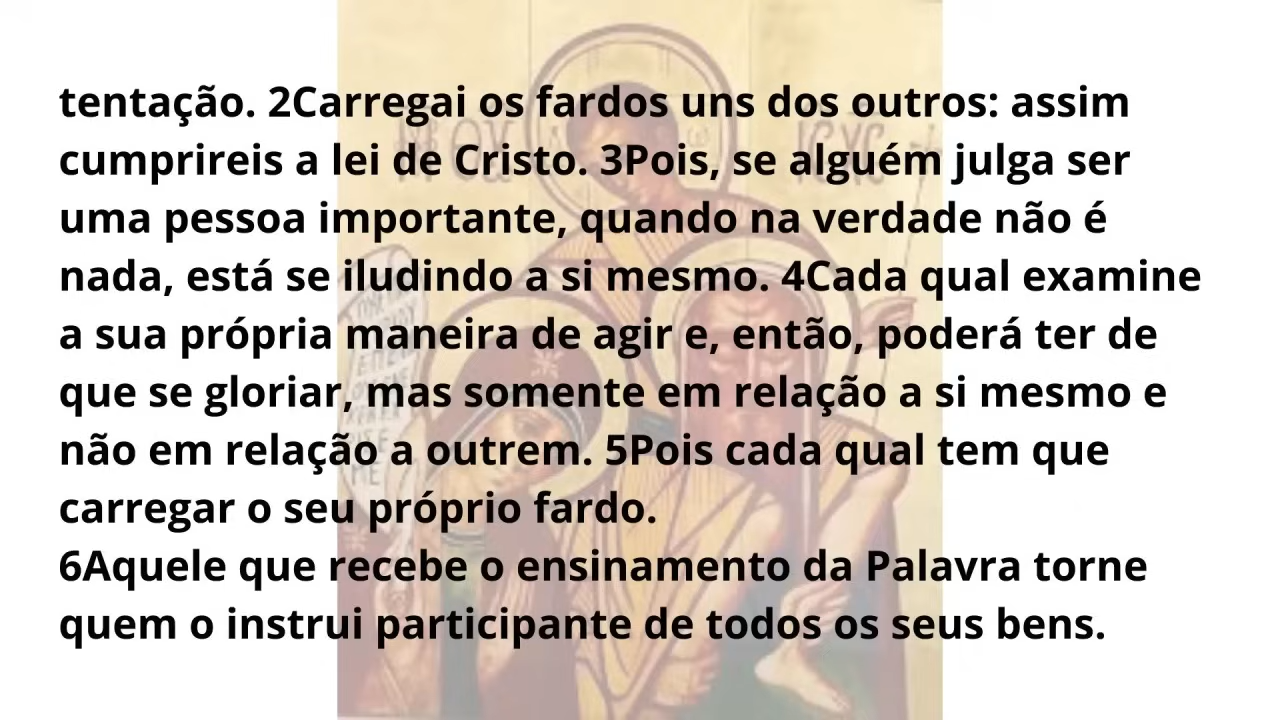 tentação. 2Carregai os fardos uns dos outros: assim
cumprireis a lei de Cristo. 3Pois, se alguém julga ser
uma pessoa importante, quando na verdade não é
nada, está se iludindo a si mesmo. 4Cada qual examine
a sua própria maneira de agir e, então, poderá ter de
que se gloriar, mas somente em relação a si mesmo e
não em relação a outrem. 5Pois cada qual tem que
carregar o seu próprio fardo.
6Aquele que recebe o ensinamento da Palavra torne
quem o instrui participante de todos os seus bens.